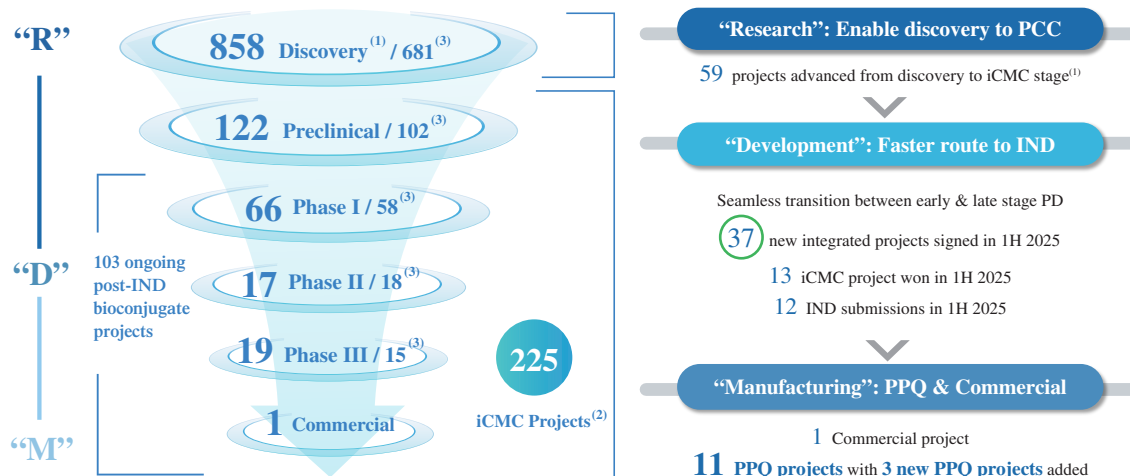 “R”
858 Discovery(1) / 681(3)
122 Preclinical / 102(3)
66 Phase I / 58(3)
“D”
103 ongoing
post-IND
bioconjugate
projects
17 Phase II / 18(3)
19 Phase III / 15(3)
225
iCMC Projects(2)
1 Commercial
“M”
“Research”: Enable discovery to PCC
59 projects advanced from discovery to iCMC stage(1)
“Development”: Faster route to IND
Seamless transition between early & late stage PD
37 new integrated projects signed in 1H 2025
13 iCMC project won in 1H 2025
12 IND submissions in 1H 2025
“Manufacturing”: PPQ & Commercial
1 Commercial project
11 PPQ projects with 3 new PPQ projects added